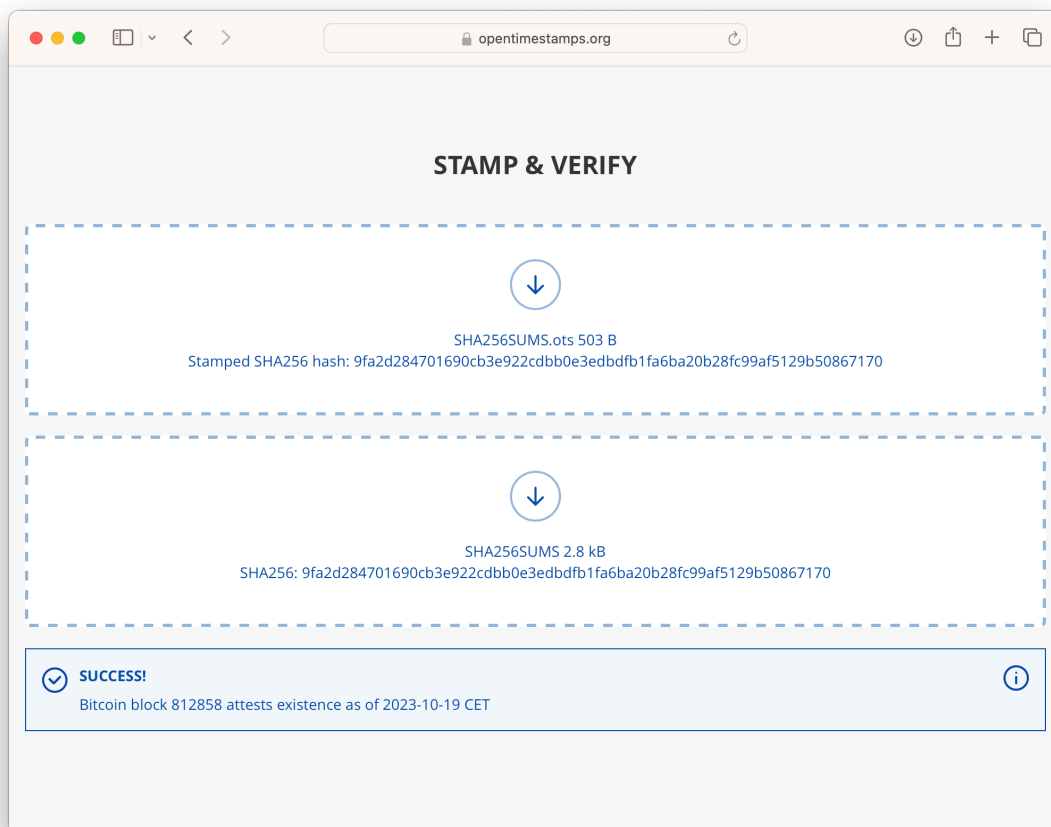 opentimestamps.org
STAMP & VERIFY
SHA256SUMS.ots 503 B
Stamped SHA256 hash: 9fa2d284701690cb3e922cdbb0e3edbdfb1fa6ba20b28fc99af5129b50867170
SHA256SUMS 2.8 kB
SHA256: 9fa2d284701690cb3e922cdbb0e3edbdfb1fa6ba20b28fc99af5129b50867170
SUCCESS!
Bitcoin block 812858 attests existence as of 2023-10-19 CET